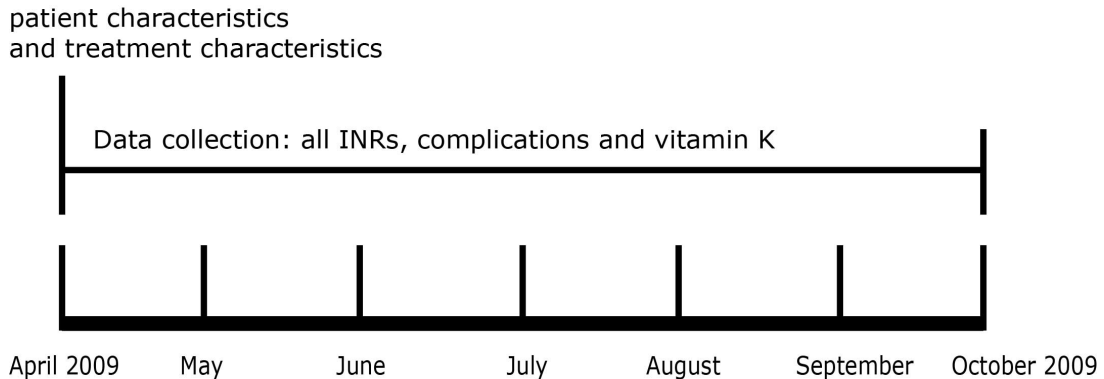 patient characteristics
and treatment characteristics
Data collection: all INRs, complications and vitamin K
April 2009 May June July August September October 2009